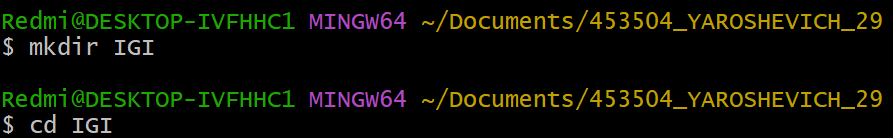 Redmi@DESKTOP-IVFHHC1 MINGW64 ~/Documents/453504_YAROSHEVICH_29
$ mkdir IGI
Redmi@DESKTOP-IVFHHC1 MINGW64 ~/Documents/453504_YAROSHEVICH_29
$ cd IGI